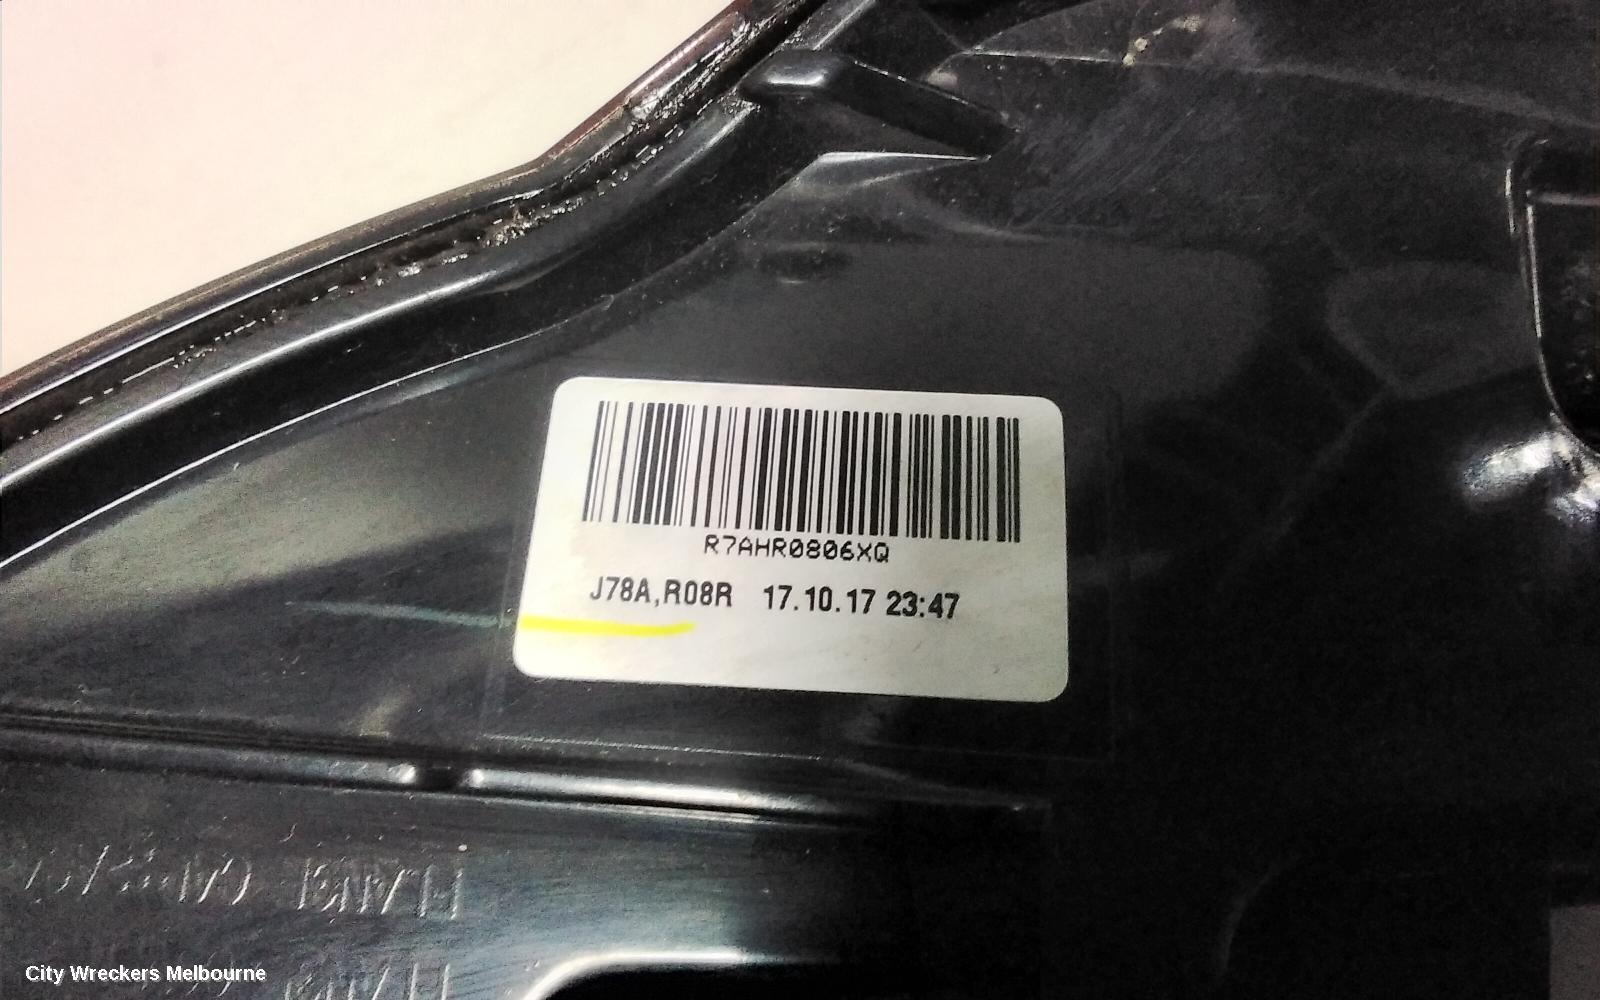 R7AHR0806XQ
J78A,R08R 17.10.17 23:47
City Wreckers Melbourne